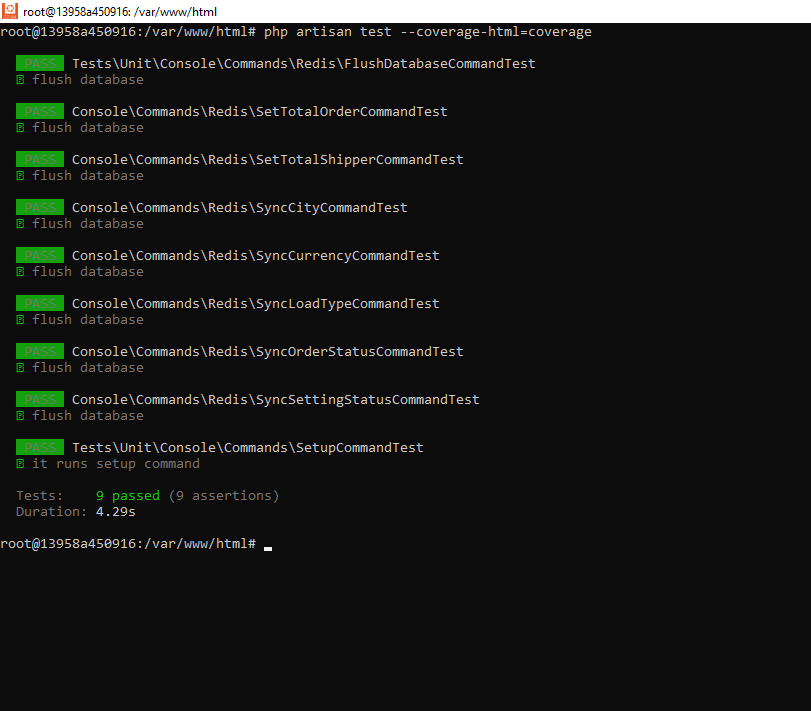 root@13958a450916: /var/www/html
root@13958a450916:/var/www/html# php artisan test --coverage-html=coverage
PASS Tests\Unit\Console\Commands\Redis\FlushDatabaseCommandTest
flush database
PASS Console\Commands\Redis\SetTotalOrderCommandTest
flush database
PASS Console\Commands\Redis\SetTotalShipperCommandTest
flush database
PASS Console\Commands\Redis\SyncCityCommandTest
flush database
PASS Console\Commands\Redis\SyncCurrencyCommandTest
flush database
PASS Console\Commands\Redis\SyncLoadTypeCommandTest
flush database
PASS Console\Commands\Redis\SyncOrderStatusCommandTest
flush database
PASS Console\Commands\Redis\SyncSettingStatusCommandTest
flush database
PASS Tests\Unit\Console\Commands\SetupCommandTest
it runs setup command
Tests: 9 passed (9 assertions)
Duration: 4.29s
root@13958a450916:/var/www/html#